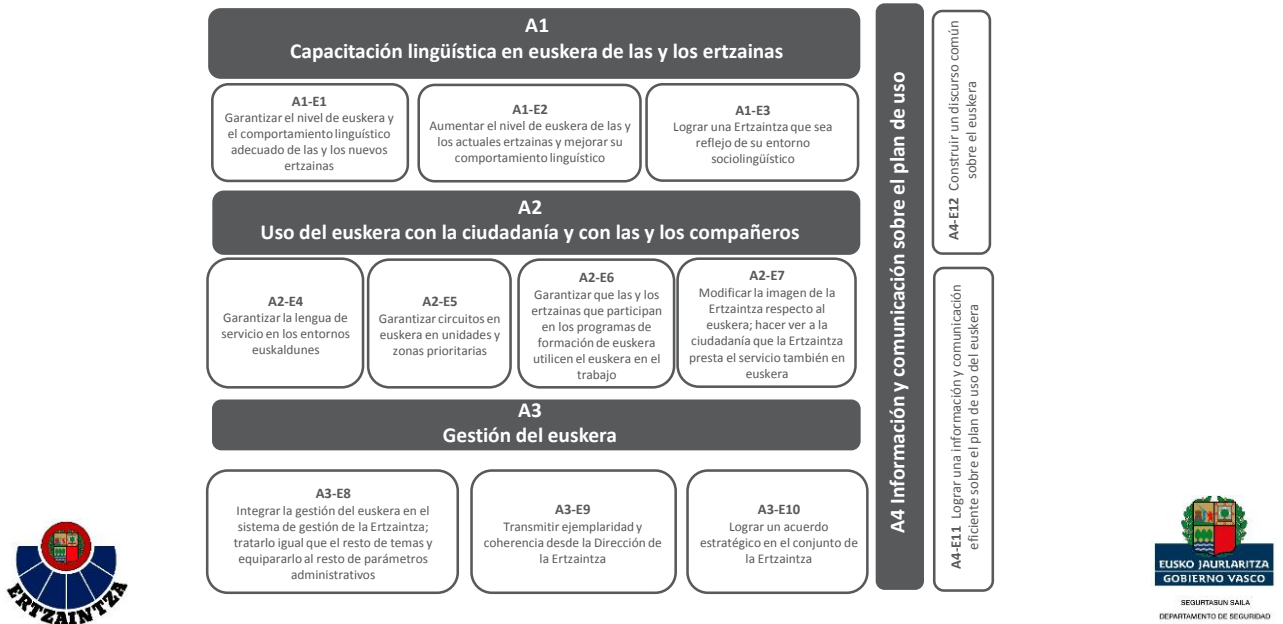 A1
Capacitación lingüística en euskera de las y los ertzainas
A1-E1
Garantizar el nivel de euskera y
el comportamiento linguístico
adecuado de las y los nuevos
ertzainas
A1-E2
Aumentar el nivel de euskera de las y
los actuales ertzainas y mejorar su
comportamiento linguístico
A1-E3
Lograr una Ertzaintza que sea
reflejo de su entorno
sociolingüístico
A2
Uso del euskera con la ciudadanía y con las y los compañeros
A2-E4
Garantizar la lengua de
servicio en los entornos
euskaldunes
A2-E5
Garantizar circuitos en
euskera en unidades y
zonas prioritarias
A2-E6
Garantizar que las y los
ertzainas que participan
en los programas de
formación de euskera
utilicen el euskera en el
trabajo
A2-E7
Modificar la imagen de la
Ertzaintza respecto al
euskera; hacer ver a la
ciudadanía que la Ertzaintza
presta el servicio también en
euskera
A3
Gestión del euskera
A3-E8
Integrar la gestión del euskera en el
sistema de gestión de la Ertzaintza;
tratarlo igual que el resto de temas y
equipararlo al resto de parámetros
administrativos
A3-E9
Transmitir ejemplaridad y
coherencia desde la Dirección de
la Ertzaintza
A3-E10
Lograr un acuerdo
estratégico en el conjunto de
la Ertzaintza
A4 Información y comunicación sobre el plan de uso
A4-E12 Construir un discurso común
sobre el euskera
A4-E11 Lograr una información y comunicación
eficiente sobre el plan de uso del euskera
ERTZAINTZA
EUSKO JAURLARITZA
GOBIERNO VASCO
SEGURTASUN SAILA
DEPARTAMENTO DE SEGURIDAD